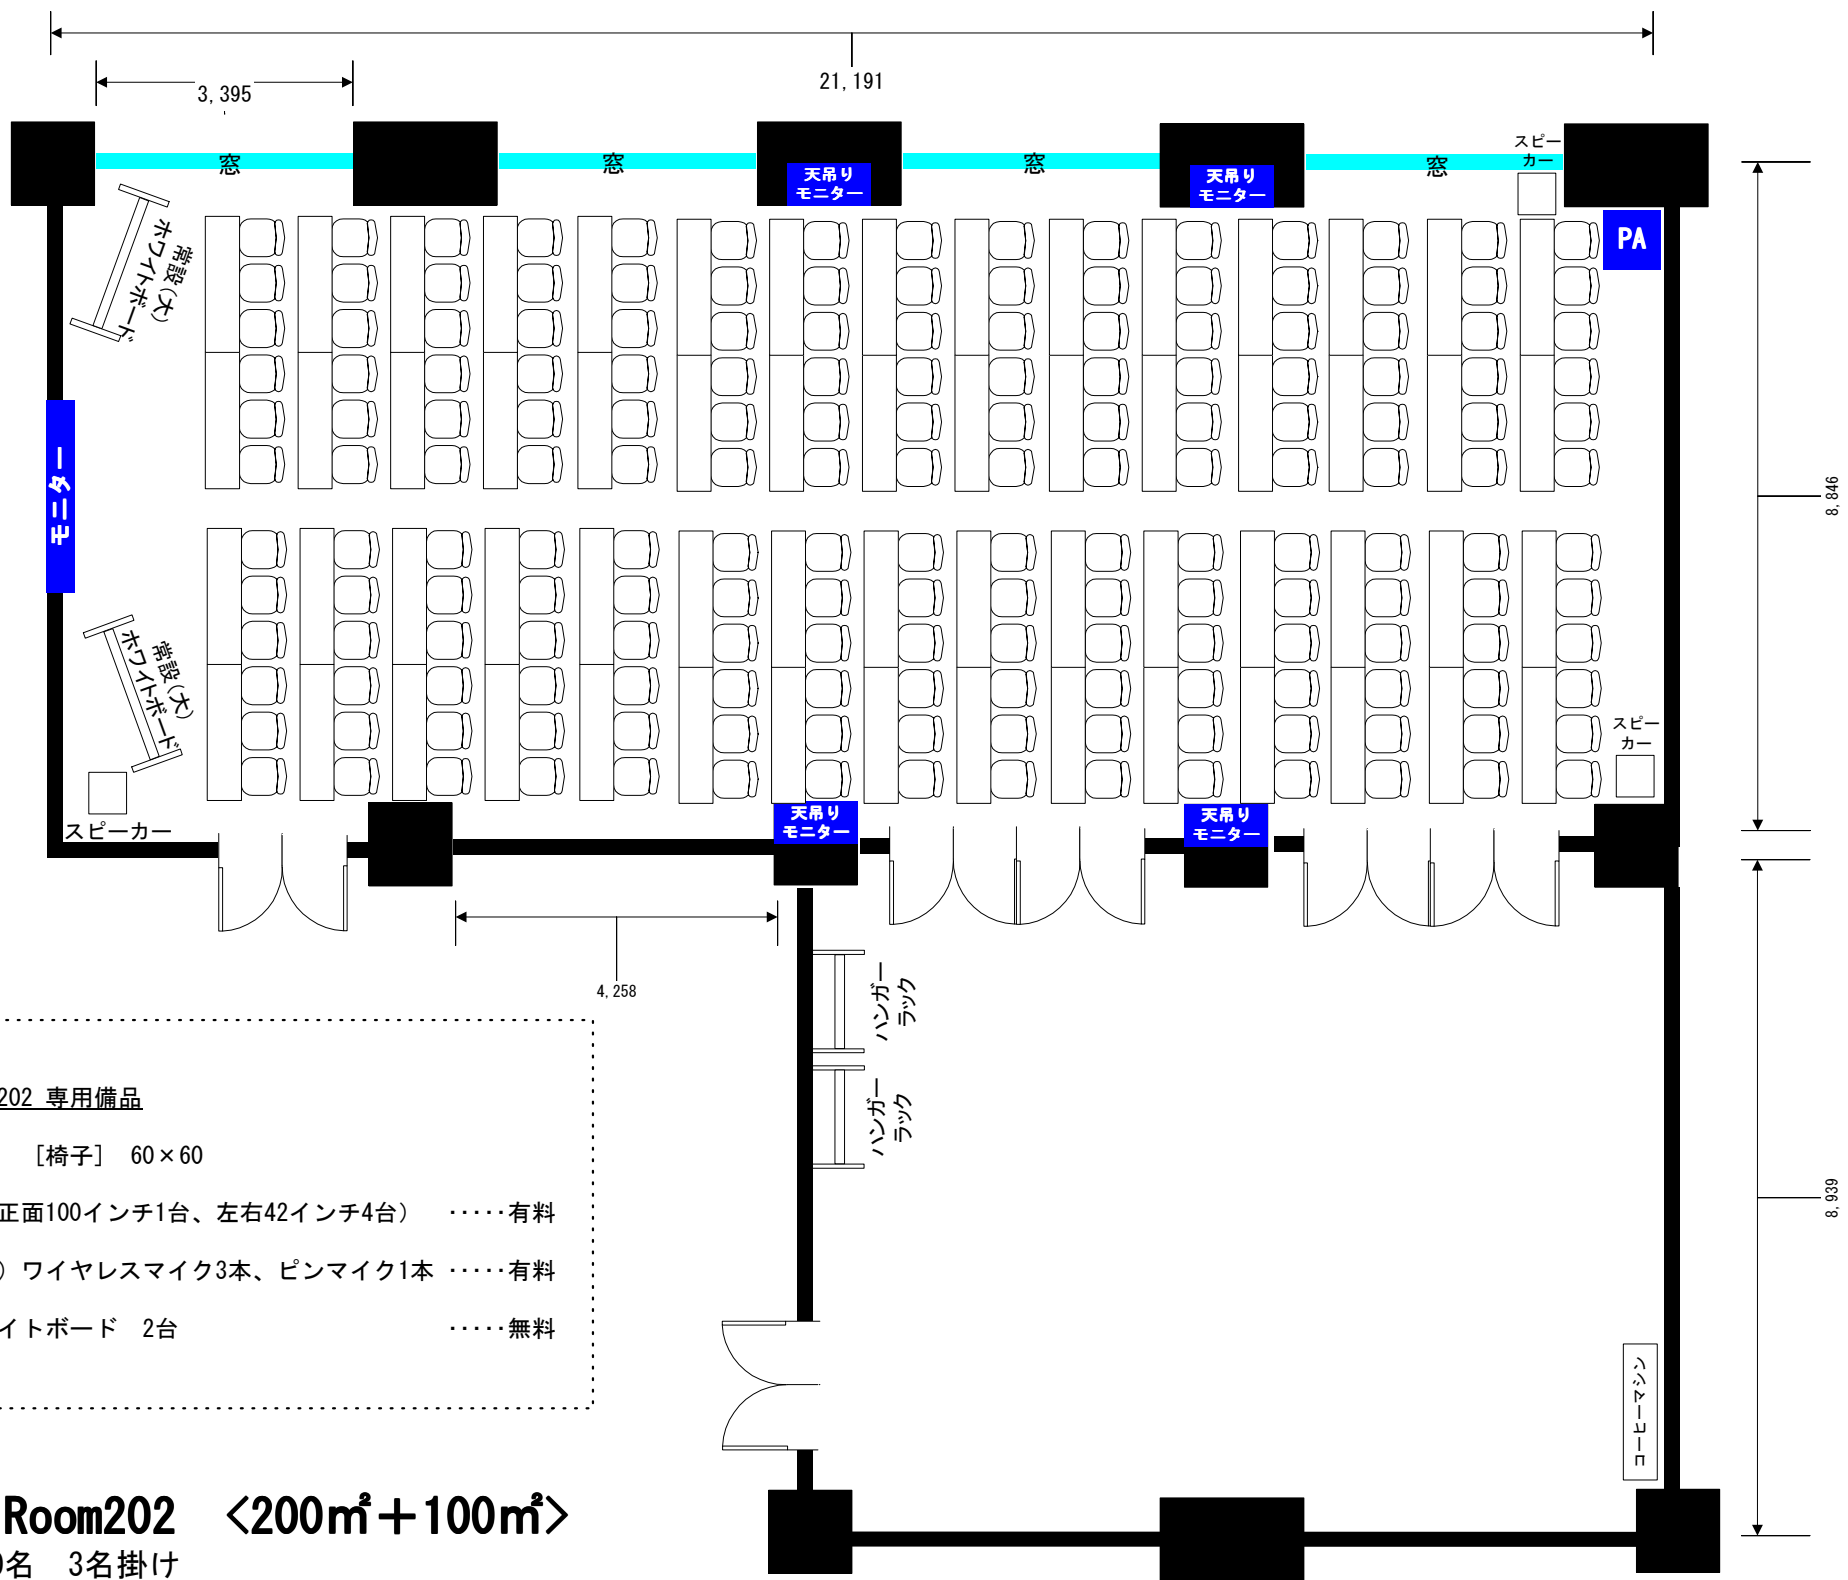 21,191
3,395
窓
窓
窓
窓
スピー
カー
天吊り
モニター
天吊り
モニター
PA
常設(大)
ホワイトボード
モニター
8,846
常設(大)
ホワイトボード
スピー
カー
スピーカー
天吊り
モニター
天吊り
モニター
4,258
ハンガー
ラック
ハンガー
ラック
8,939
コーヒーマシン
202 専用備品
[椅子] 60×60
正面100インチ1台、左右42インチ4台) ・・・・・有料
) ワイヤレスマイク3本、ピンマイク1本 ・・・・・有料
イトボード 2台 ・・・・・無料
Room202 <200㎡+100㎡>
名 3名掛け